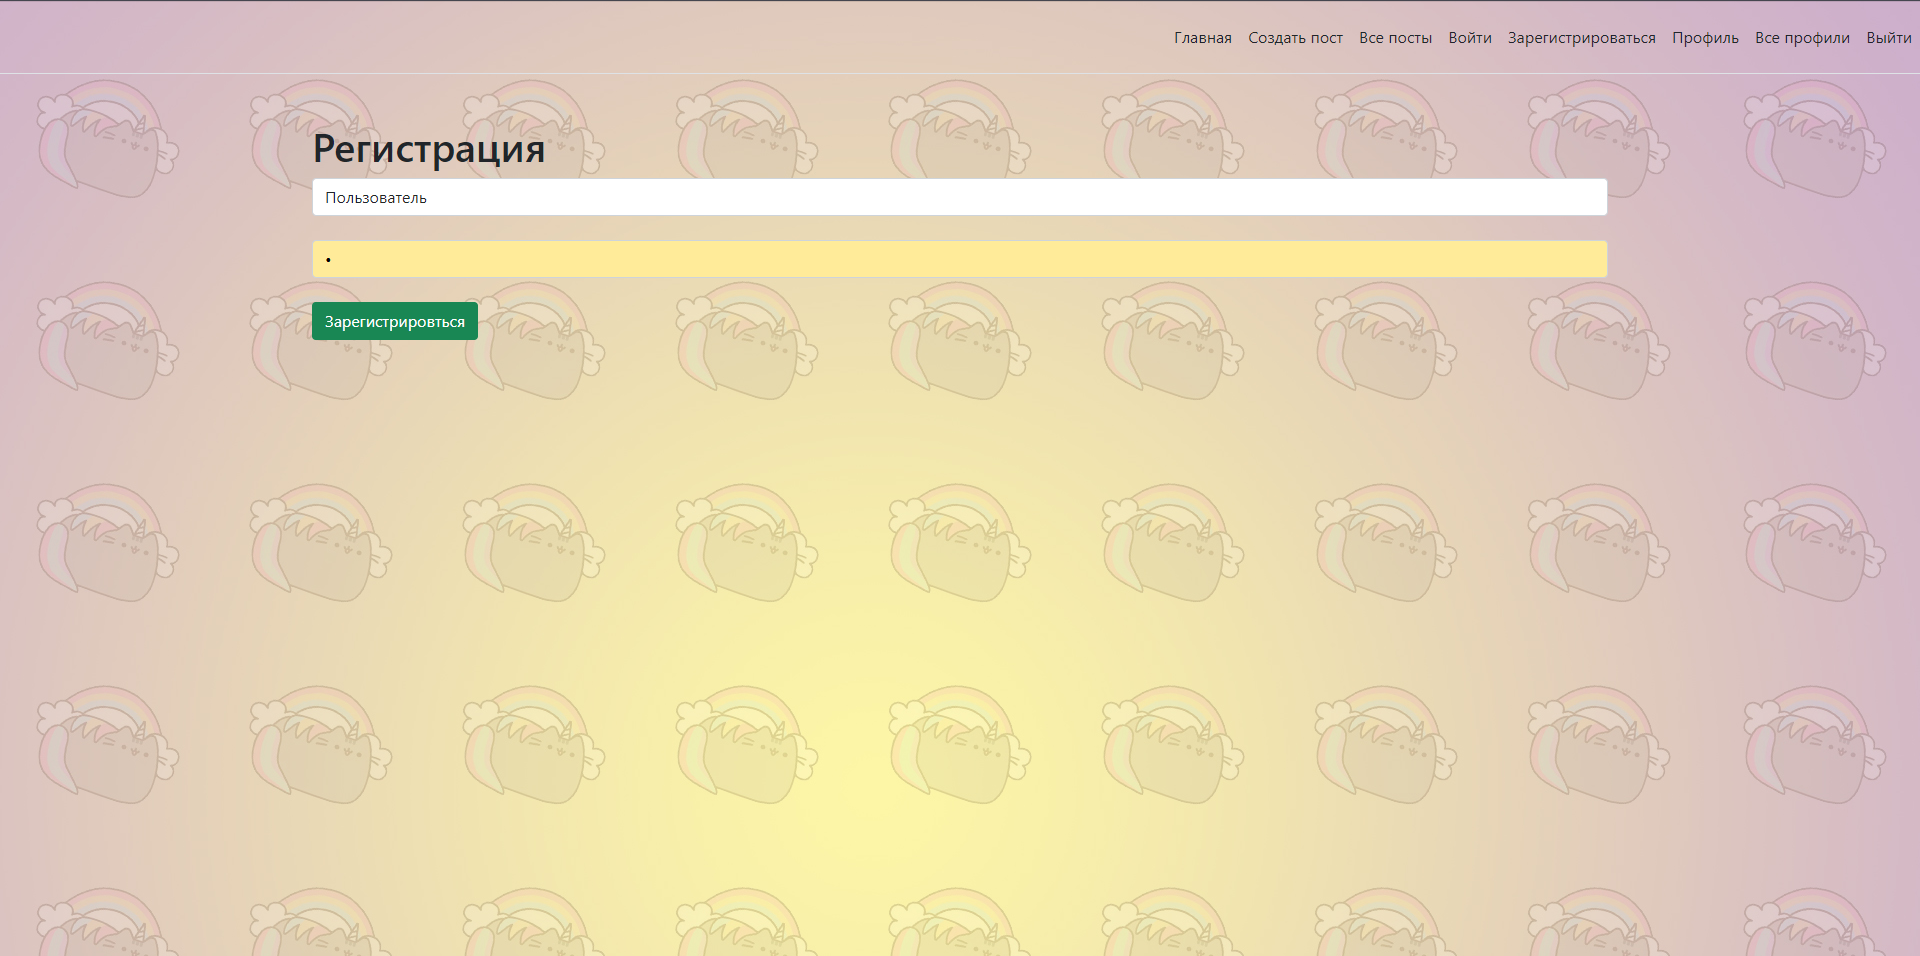 Главная Создать пост Все посты Войти Зарегистрироваться Профиль Все профили Выйти
Регистрация
Пользователь
•
Зарегистрировться